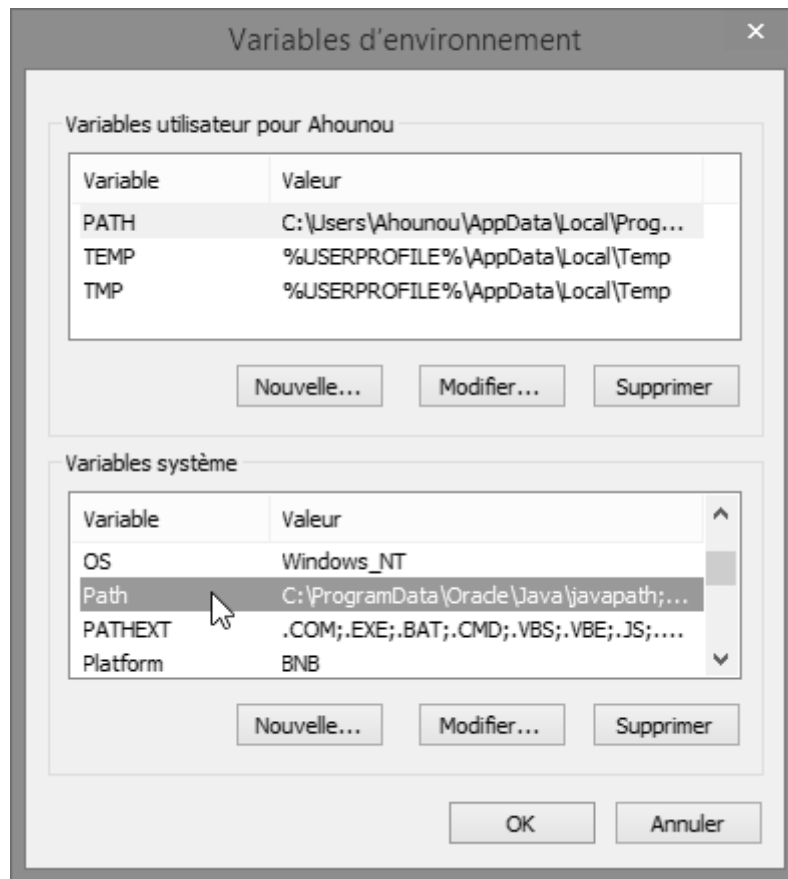 Variables d'environnement
Variables utilisateur pour Ahounou
Variable Valeur
PATH C:\Users\Ahounou\AppData\Local\Prog...
TEMP %USERPROFILE%\AppData\Local\Temp
TMP %USERPROFILE%\AppData\Local\Temp
Nouvelle... Modifier... Supprimer
Variables système
Variable Valeur
OS Windows_NT
Path C:\ProgramData\Oracle\Java\javapath;...
PATHEXT .COM;.EXE;.BAT;.CMD;.VBS;.VBE;.JS;....
Platform BNB
Nouvelle... Modifier... Supprimer
OK Annuler